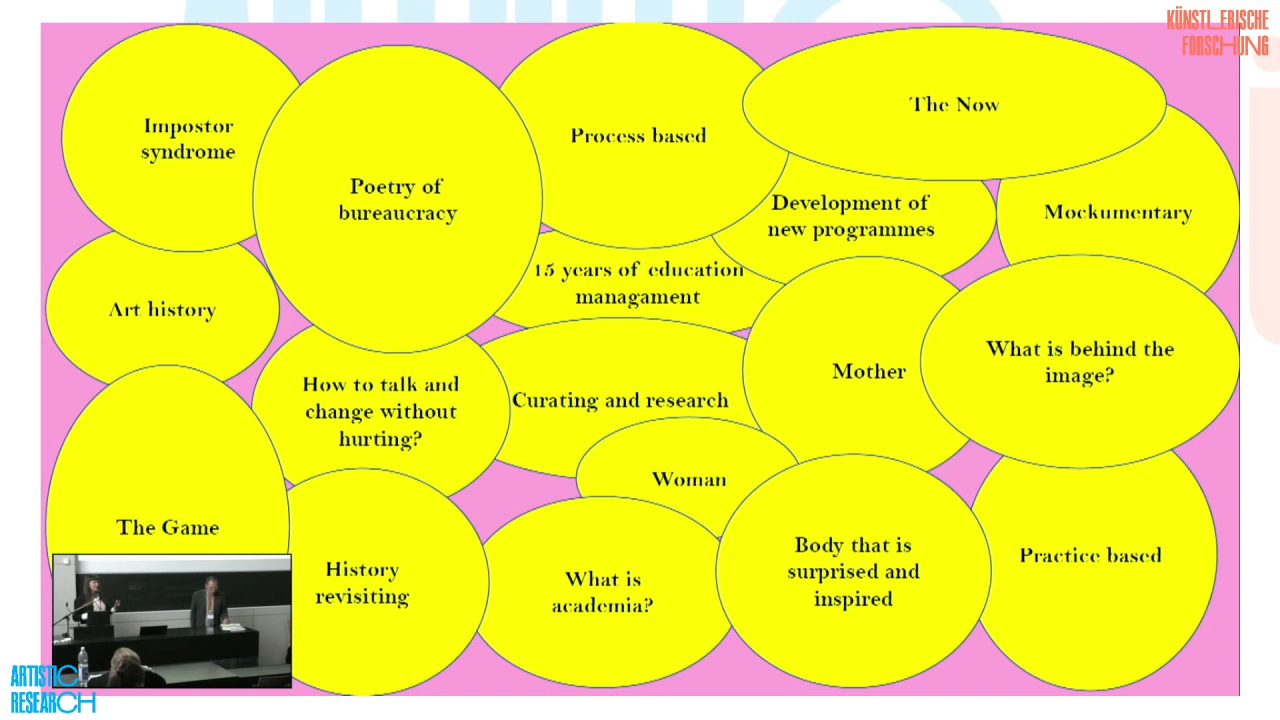 KÜNSTLERISCHE
FORSCHUNG
Impostor
syndrome
Poetry of
bureaucracy
Process based
The Now
Development of
new programmes
Mockumentary
15 years of education
managament
Art history
How to talk and
change without
hurting?
Curating and research
Mother
What is behind the
image?
Woman
The Game
History
revisiting
What is
academia?
Body that is
surprised and
inspired
Practice based
ARTISTIC
RESEARCH